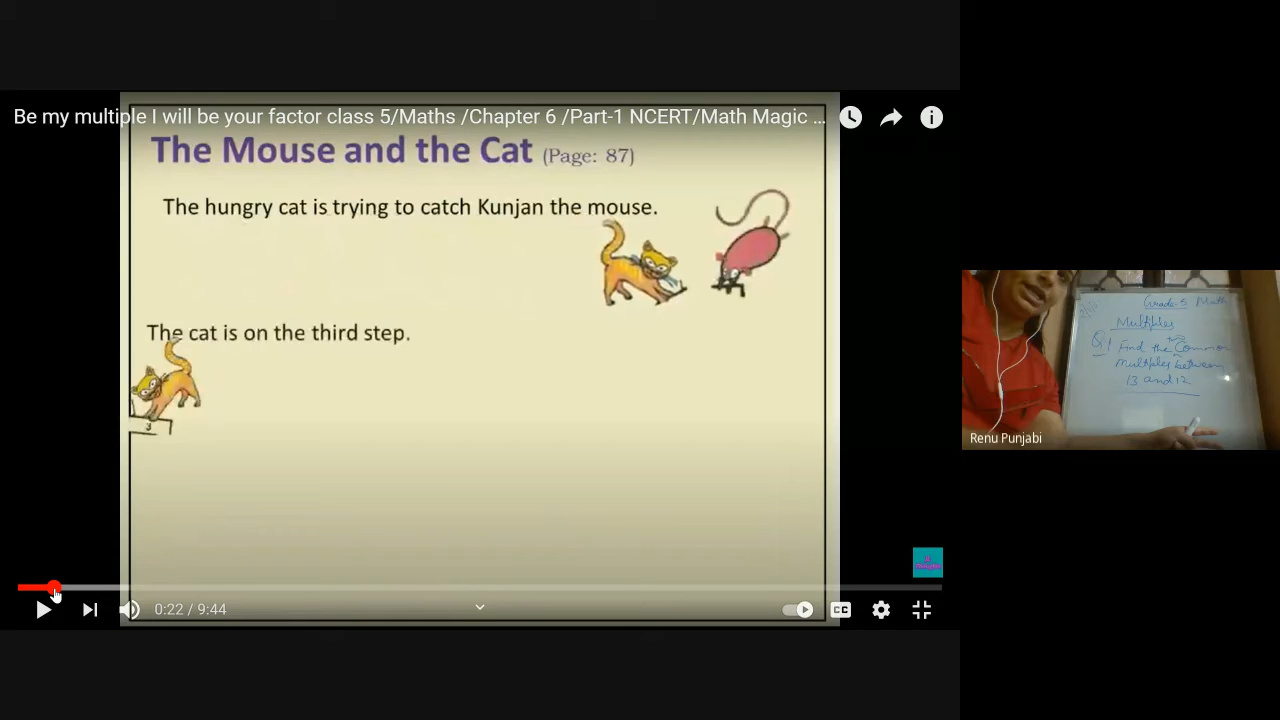 Be my multiple I will be your factor class 5/Maths /Chapter 6 /Part-1 NCERT/Math Magic ...
The Mouse and the Cat (Page: 87)
The hungry cat is trying to catch Kunjan the mouse.
The cat is on the third step.
3
0:22 / 9:44
CC
Grade-5 Math
Multiples
Q.1 Find the two Common
Multiples between
13 and 12
Renu Punjabi